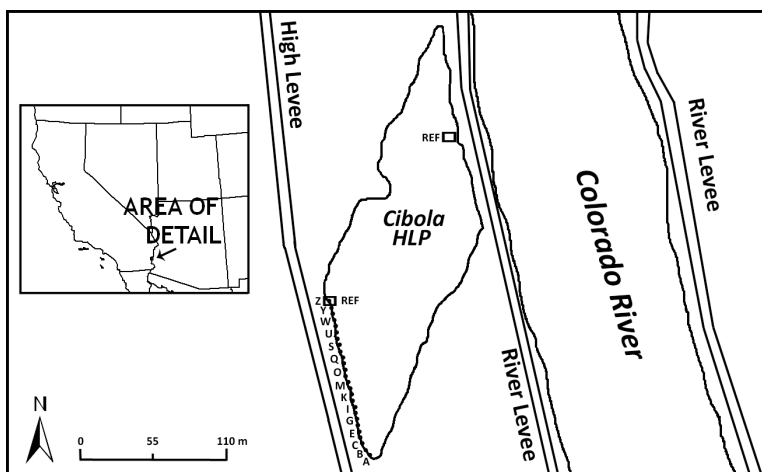 High Levee
REF
River Levee
AREA OF
DETAIL
Cibola
HLP
Colorado River
Z
REF
Y
W
U
S
Q
O
M
K
I
G
E
C
B
A
River Levee
N
0 55 110 m